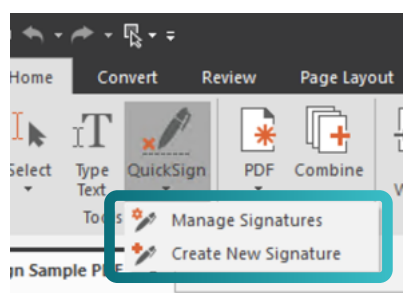 Home Convert Review Page Layout
Select Type Text QuickSign PDF Combine
Tools
Manage Signatures
Create New Signature
gn Sample PDF